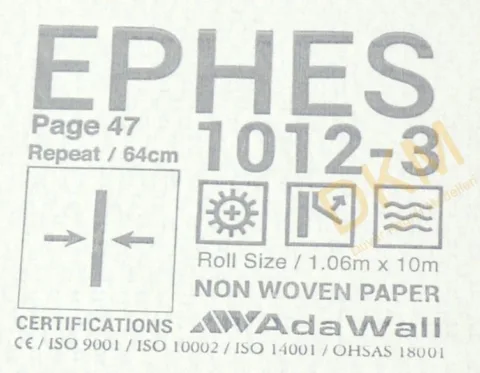 EPHES
Page 47
1012-3
Repeat / 64cm
Roll Size / 1.06m x 10m
NON WOVEN PAPER
CERTIFICATIONS
AdaWall
CE / ISO 9001 / ISO 10002 / ISO 14001 / OHSAS 18001
DKM